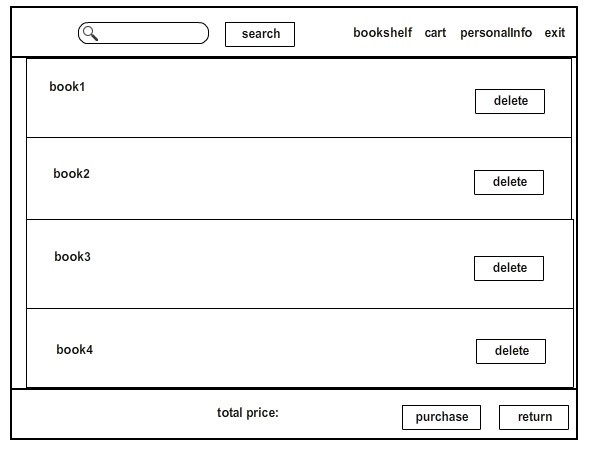 search bookshelf cart personalInfo exit
book1
delete
book2
delete
book3
delete
book4
delete
total price: purchase return